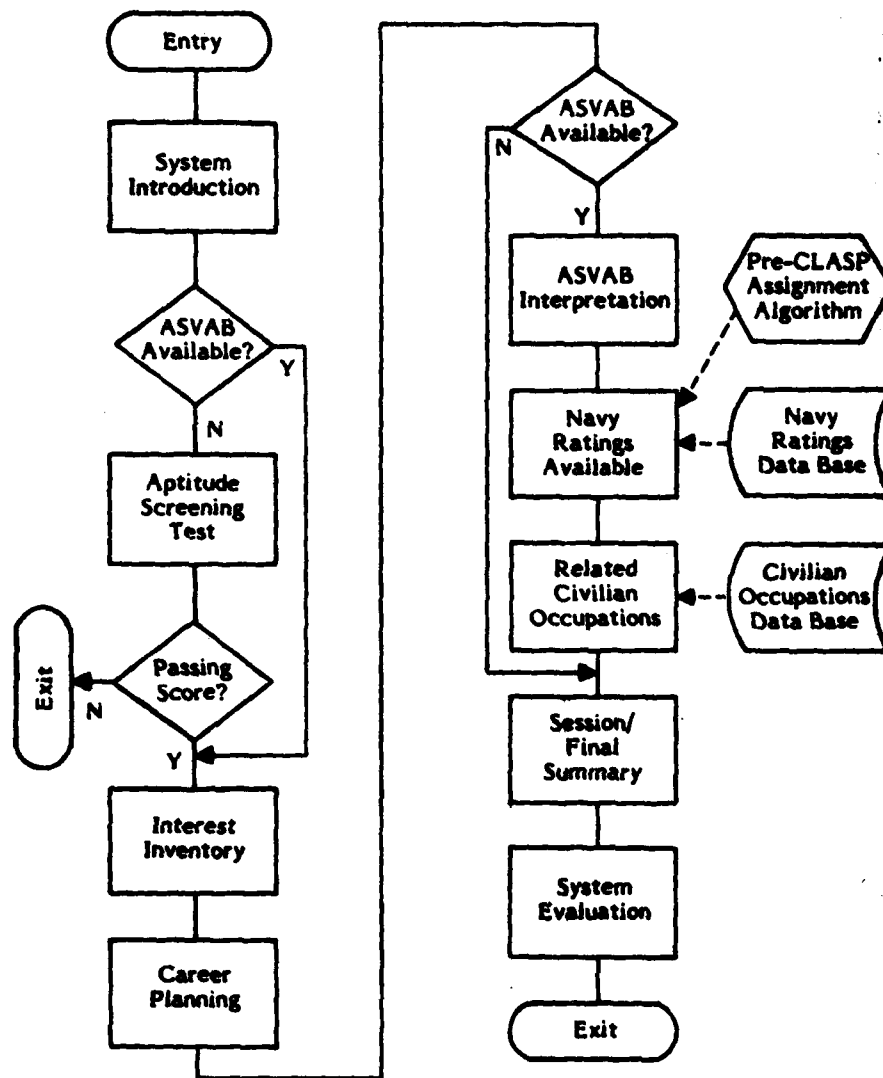 Entry
System
Introduction
ASVAB
Available?
Y
N
Aptitude
Screening
Test
Passing
Score?
N
Exit
Y
Interest
Inventory
Career
Planning
ASVAB
Available?
N
Y
ASVAB
Interpretation
Pre-CLASP
Assignment
Algorithm
Navy
Ratings
Available
Navy
Ratings
Data Base
Related
Civilian
Occupations
Civilian
Occupations
Data Base
Session/
Final
Summary
System
Evaluation
Exit